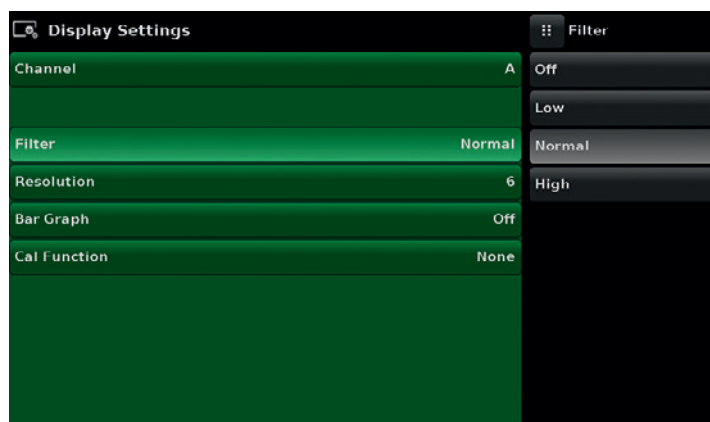 Display Settings
Channel A
Filter Normal
Resolution 6
Bar Graph Off
Cal Function None
Filter
Off
Low
Normal
High